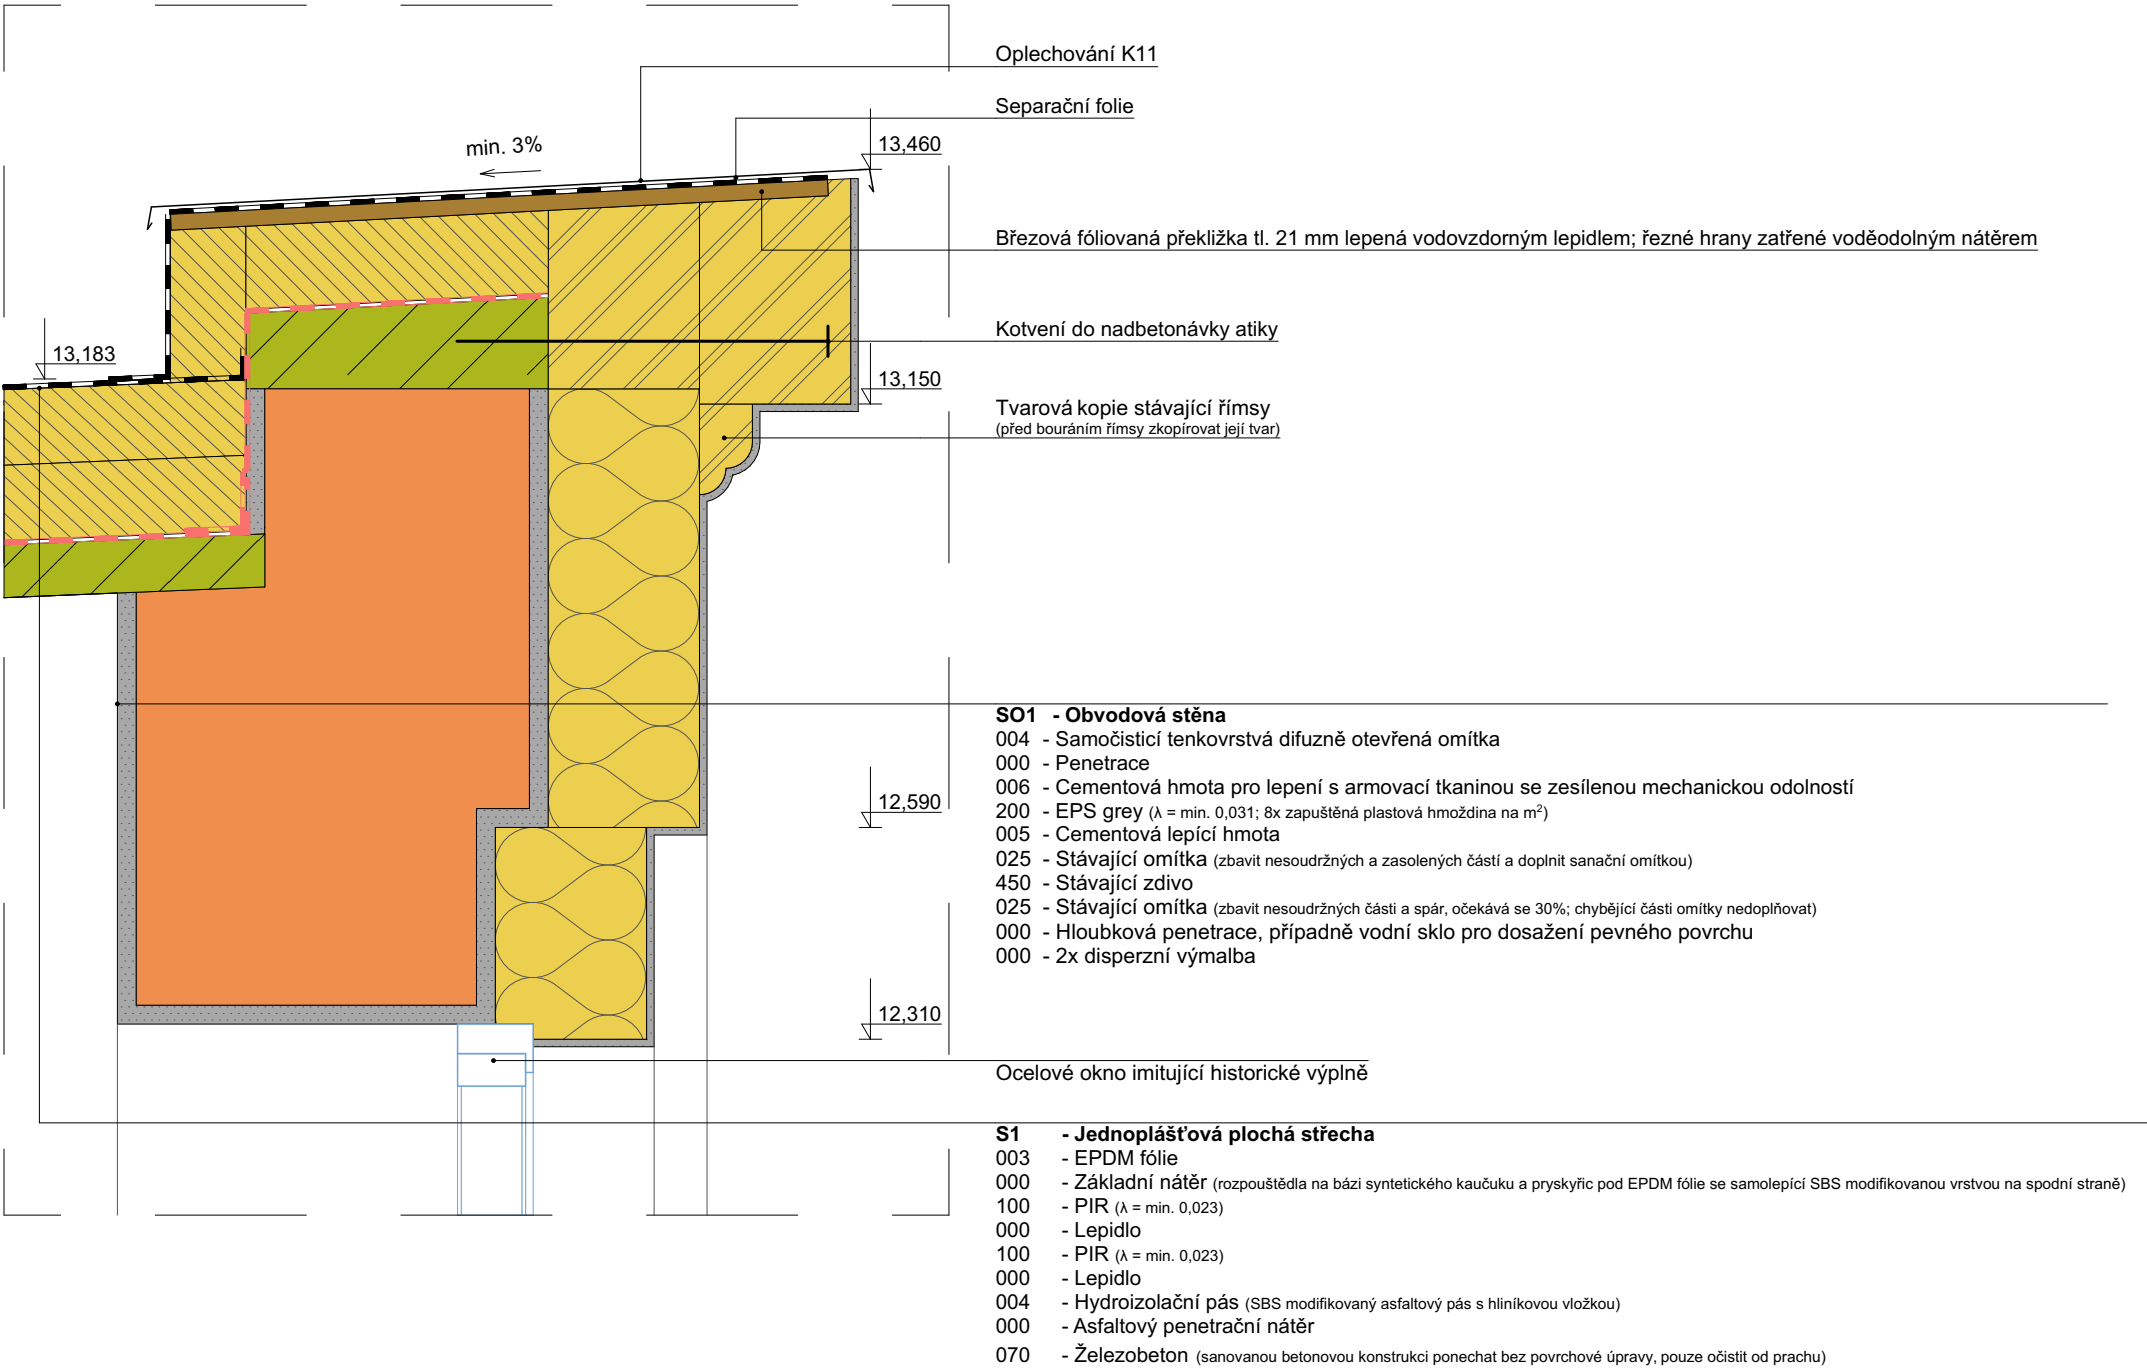 Oplechování K11
Separační folie
min. 3%
13,460
Březová fóliovaná překližka tl. 21 mm lepená vodovzdorným lepidlem; řezné hrany zatřené voděodolným nátěrem
Kotvení do nadbetonávky atiky
13,183
13,150
Tvarová kopie stávající římsy
(před bouráním římsy zkopírovat její tvar)
SO1 - Obvodová stěna
004 - Samočisticí tenkovrstvá difuzně otevřená omítka
000 - Penetrace
006 - Cementová hmota pro lepení s armovací tkaninou se zesílenou mechanickou odolností
12,590
200 - EPS grey (λ = min. 0,031; 8x zapuštěná plastová hmoždina na m²)
005 - Cementová lepící hmota
025 - Stávající omítka (zbavit nesoudržných a zasolených částí a doplnit sanační omítkou)
450 - Stávající zdivo
025 - Stávající omítka (zbavit nesoudržných části a spár, očekává se 30%; chybějící části omítky nedoplňovat)
000 - Hloubková penetrace, případně vodní sklo pro dosažení pevného povrchu
000 - 2x disperzní výmalba
12,310
Ocelové okno imitující historické výplně
S1 - Jednoplášťová plochá střecha
003 - EPDM fólie
000 - Základní nátěr (rozpouštědla na bázi syntetického kaučuku a pryskyřic pod EPDM fólie se samolepící SBS modifikovanou vrstvou na spodní straně)
100 - PIR (λ = min. 0,023)
000 - Lepidlo
100 - PIR (λ = min. 0,023)
000 - Lepidlo
004 - Hydroizolační pás (SBS modifikovaný asfaltový pás s hliníkovou vložkou)
000 - Asfaltový penetrační nátěr
070 - Železobeton (sanovanou betonovou konstrukci ponechat bez povrchové úpravy, pouze očistit od prachu)